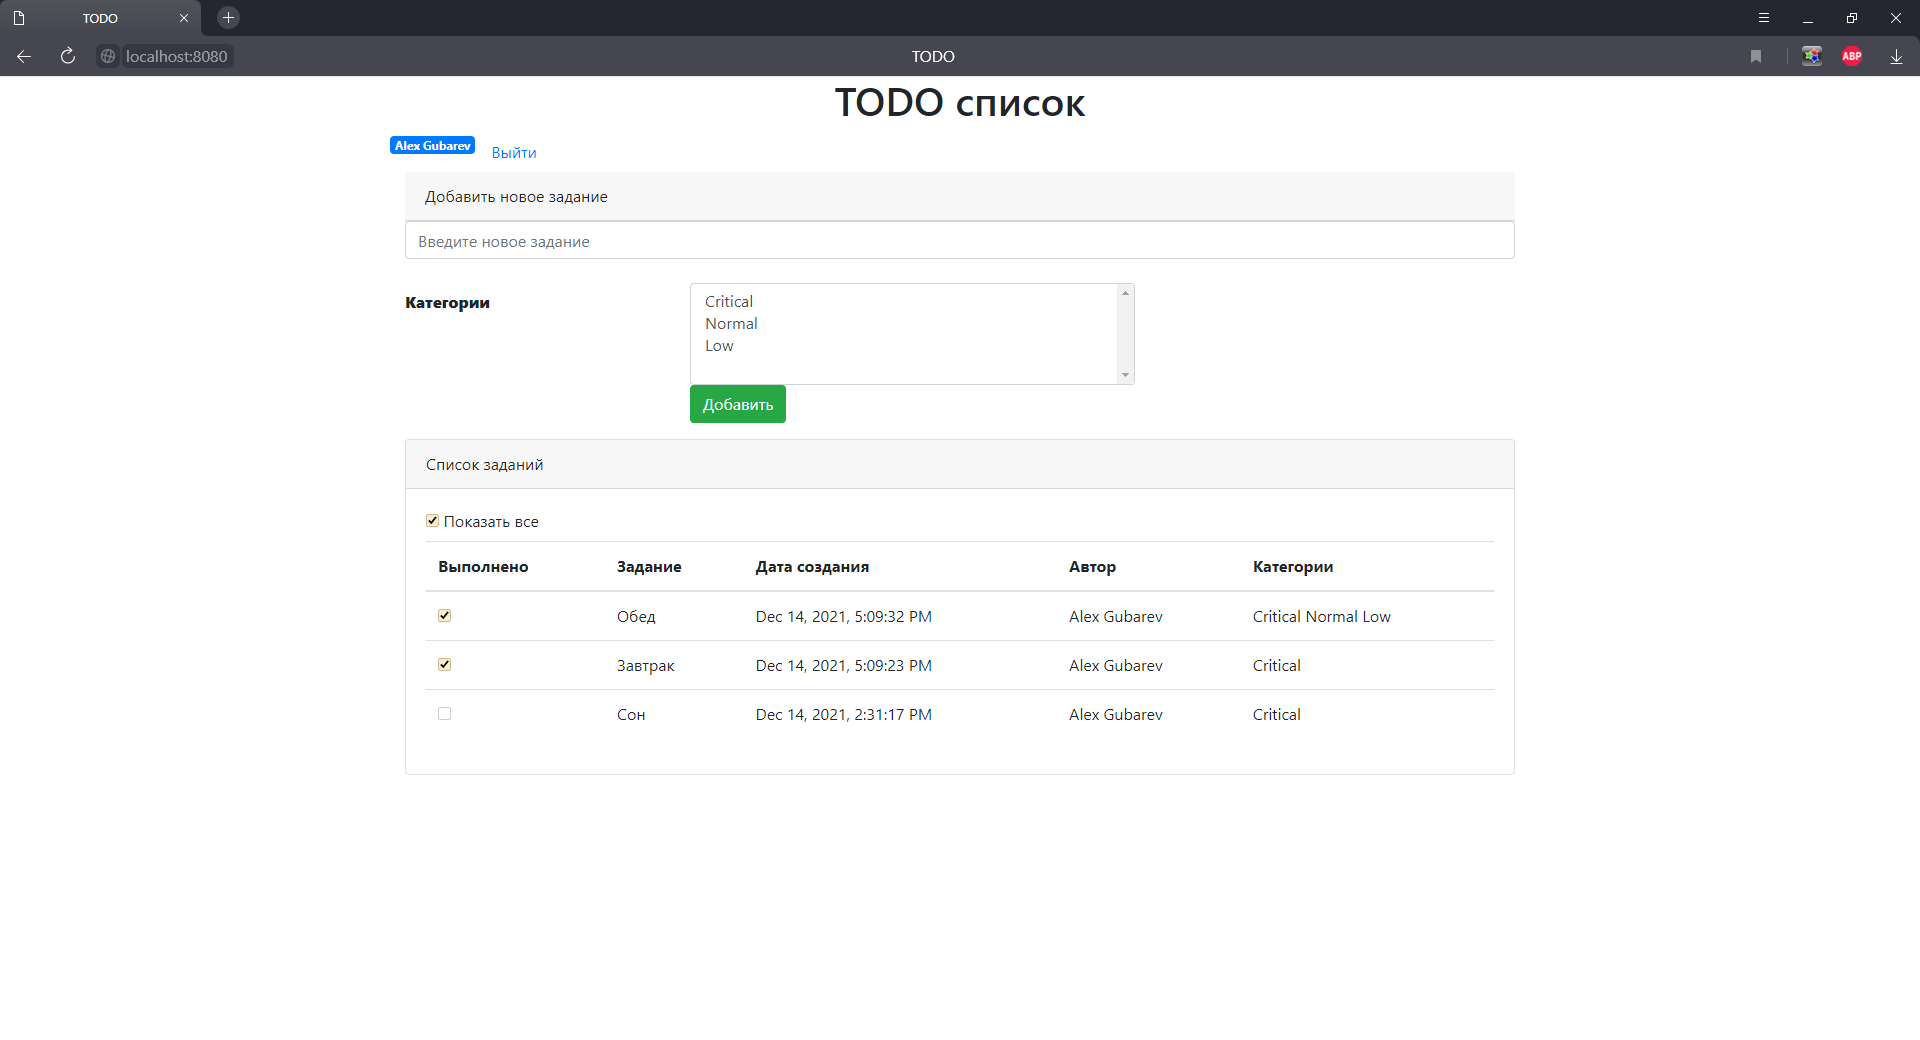 TODO
localhost:8080 TODO ABP
TODO список
Alex Gubarev Выйти
Добавить новое задание
Введите новое задание
Категории
Critical
Normal
Low
Добавить
Список заданий
Показать все
Выполнено Задание Дата создания Автор Категории
Обед Dec 14, 2021, 5:09:32 PM Alex Gubarev Critical Normal Low
Завтрак Dec 14, 2021, 5:09:23 PM Alex Gubarev Critical
Сон Dec 14, 2021, 2:31:17 PM Alex Gubarev Critical